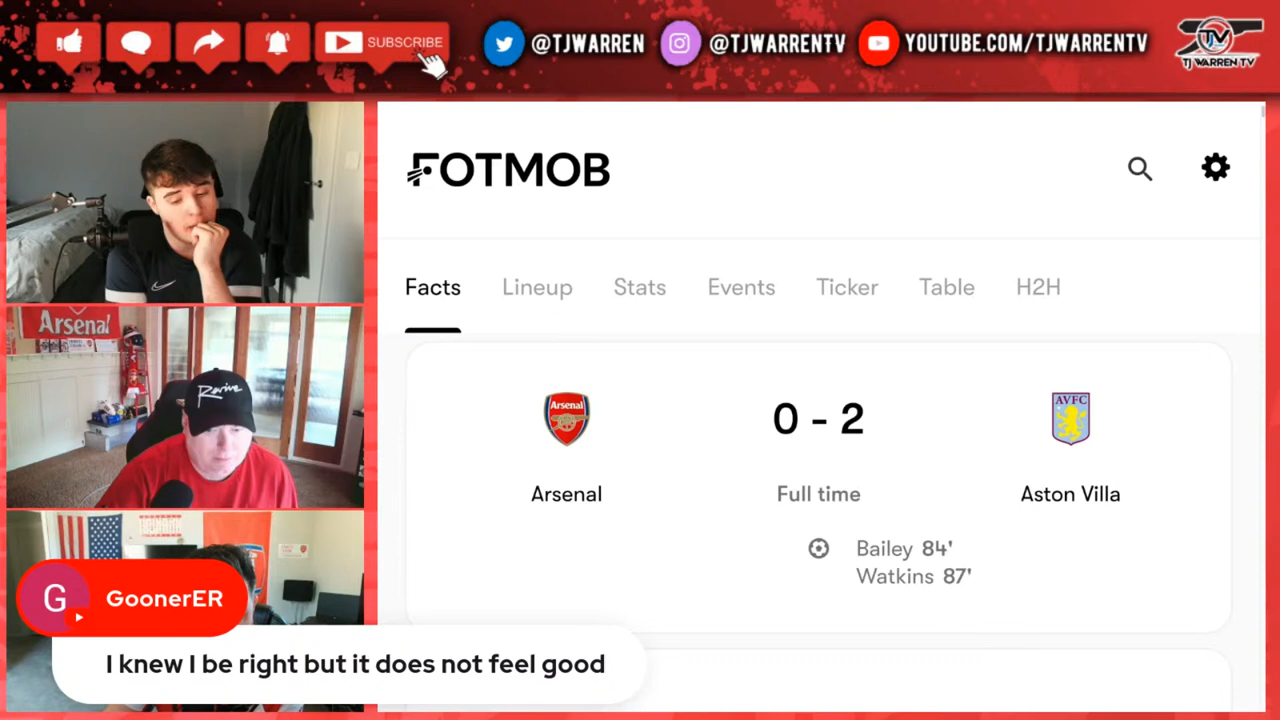 SUBSCRIBE
@TJWARREN
@TJWARRENTV
YOUTUBE.COM/TJWARRENTV
TV
TJ WARREN TV
Arsenal
Revive
FOTMOB
Facts Lineup Stats Events Ticker Table H2H
Arsenal
0 - 2
AVFC
Arsenal
Full time
Aston Villa
Bailey 84'
Watkins 87'
G
GoonerER
I knew I be right but it does not feel good